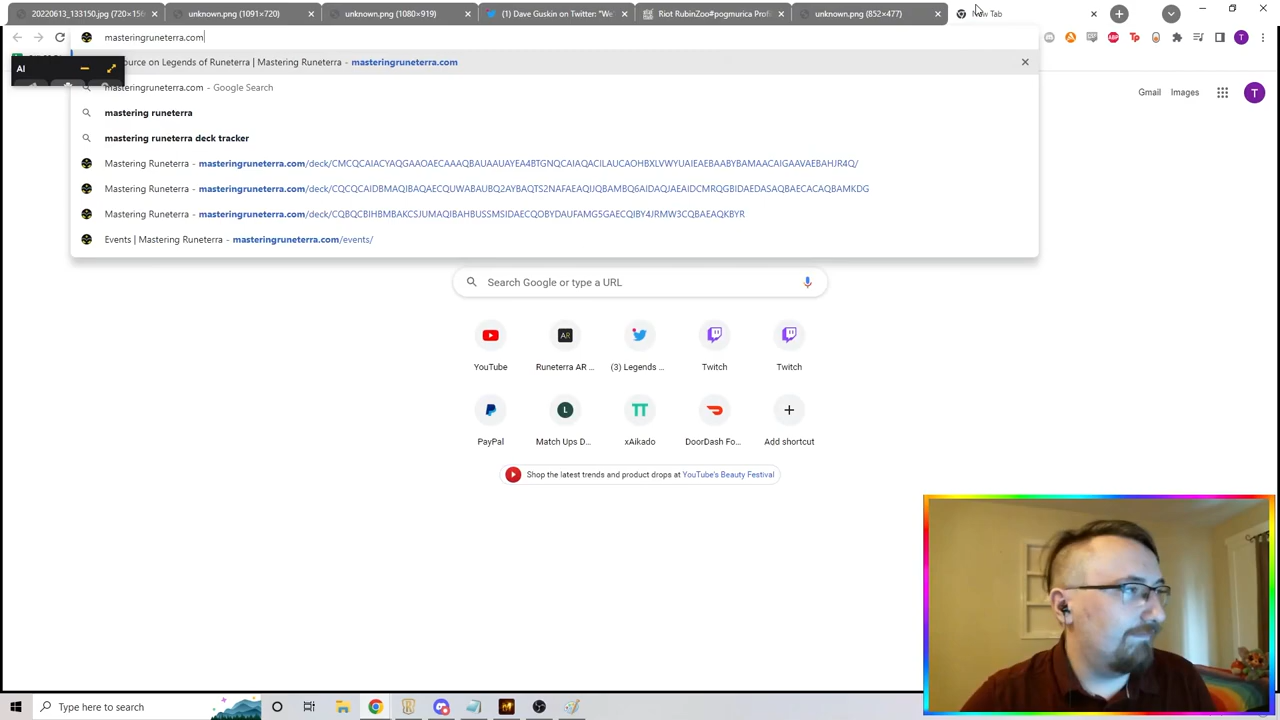 20220613_133150.jpg (720×156
unknown.png (1091×720)
unknown.png (1080×919)
(1) Dave Guskin on Twitter: "We
Riot RubinZoo#pogmurica Profi
unknown.png (852×477)
New Tab
masteringruneterra.com
AI
ource on Legends of Runeterra | Mastering Runeterra - masteringruneterra.com
masteringruneterra.com - Google Search
mastering runeterra
mastering runeterra deck tracker
Mastering Runeterra - masteringruneterra.com/deck/CMCQCAIACYAQGAAOAECAAAQBAUAAUAYEA4BTGNQCAIAQACILAUCAOHBXLVWYUAIEAEBAABYBAMAACAIGAAVAEBAHJR4Q/
Mastering Runeterra - masteringruneterra.com/deck/CQCQCAIDBMAQIBAQAECQUWABAUBQ2AYBAQTS2NAFAEAQIJQBAMBQ6AIDAQJAEAIDCMRQGBIDAEDASAQBAECACAQBAMKDG
Mastering Runeterra - masteringruneterra.com/deck/CQBQCBIHBMBAKCSJUMAQIBAHBUSSMSIDAECQOBYDAUFAMG5GAECQIBY4JRMW3CQBAEAQKBYR
Events | Mastering Runeterra - masteringruneterra.com/events/
Gmail
Images
T
Search Google or type a URL
YouTube
Runeterra AR ...
(3) Legends ...
Twitch
Twitch
PayPal
Match Ups D...
xAikado
DoorDash Fo...
Add shortcut
Shop the latest trends and product drops at YouTube's Beauty Festival
Type here to search